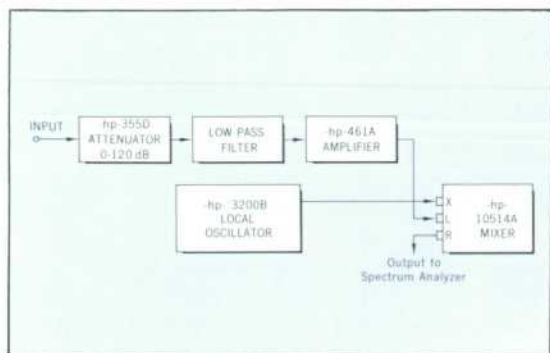 INPUT
hp-355D
ATTENUATOR
0-120 dB
LOW PASS
FILTER
-hp-461A
AMPLIFIER
-hp- 3200B
LOCAL
OSCILLATOR
X
L
R
-hp-
10514A
MIXER
Output to
Spectrum Analyzer